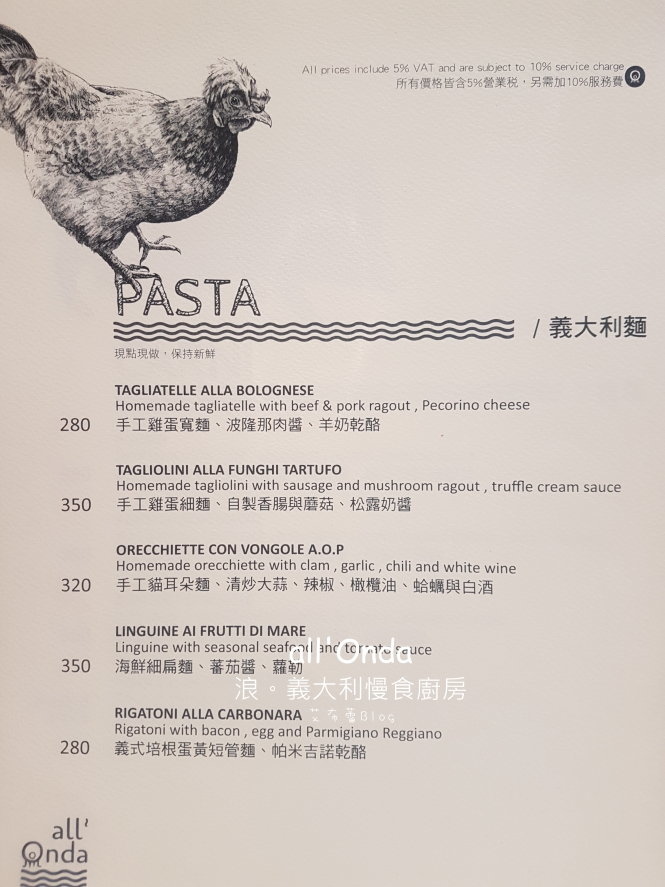 All prices include 5% VAT and are subject to 10% service charge
所有價格皆含5%營業税，另需加10%服務費
PASTA
/ 義大利麵
現點現做，保持新鮮
TAGLIATELLE ALLA BOLOGNESE
Homemade tagliatelle with beef & pork ragout , Pecorino cheese
280 手工雞蛋寬麵、波隆那肉醬、羊奶乾酪
TAGLIOLINI ALLA FUNGHI TARTUFO
Homemade tagliolini with sausage and mushroom ragout , truffle cream sauce
350 手工雞蛋細麵、自製香腸與蘑菇、松露奶醬
ORECCHIETTE CON VONGOLE A.O.P
Homemade orecchiette with clam , garlic , chili and white wine
320 手工貓耳朵麵、清炒大蒜、辣椒、橄欖油、蛤蠣與白酒
LINGUINE AI FRUTTI DI MARE
Linguine with seasonal seafood and tomato sauce
all' Onda
350 海鮮細扁麵、蕃茄醬、蘿勒
浪。義大利慢食廚房
RIGATONI ALLA CARBONARA
艾布蕾Blog
Rigatoni with bacon , egg and Parmigiano Reggiano
280 義式培根蛋黃短管麵、帕米吉諾乾酪
all'
Onda